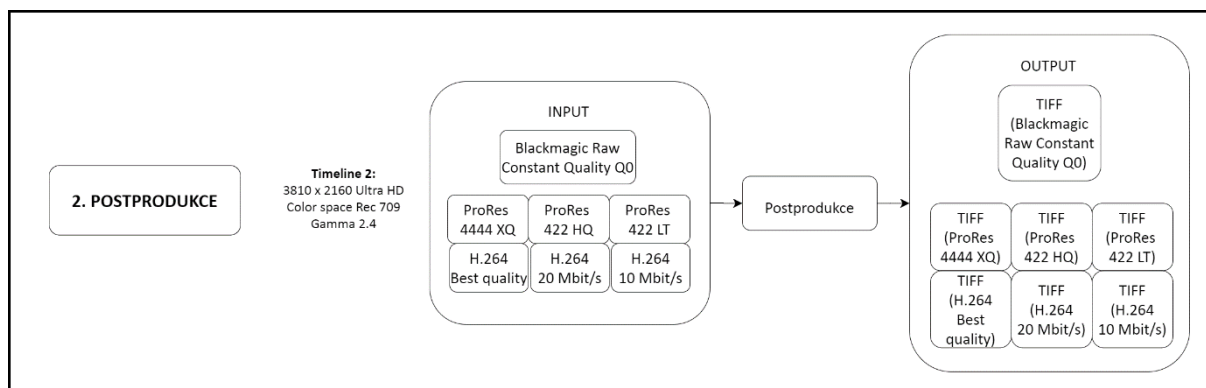 2. POSTPRODUKCE
Timeline 2:
3810 x 2160 Ultra HD
Color space Rec 709
Gamma 2.4
INPUT
Blackmagic Raw
Constant Quality Q0
ProRes
4444 XQ
ProRes
422 HQ
ProRes
422 LT
H.264
Best quality
H.264
20 Mbit/s
H.264
10 Mbit/s
Postprodukce
OUTPUT
TIFF
(Blackmagic
Raw Constant
Quality Q0)
TIFF
(ProRes
4444 XQ)
TIFF
(ProRes
422 HQ)
TIFF
(ProRes
422 LT)
TIFF
(H.264
Best
quality)
TIFF
(H.264
20 Mbit/s)
TIFF
(H.264
10 Mbit/s)